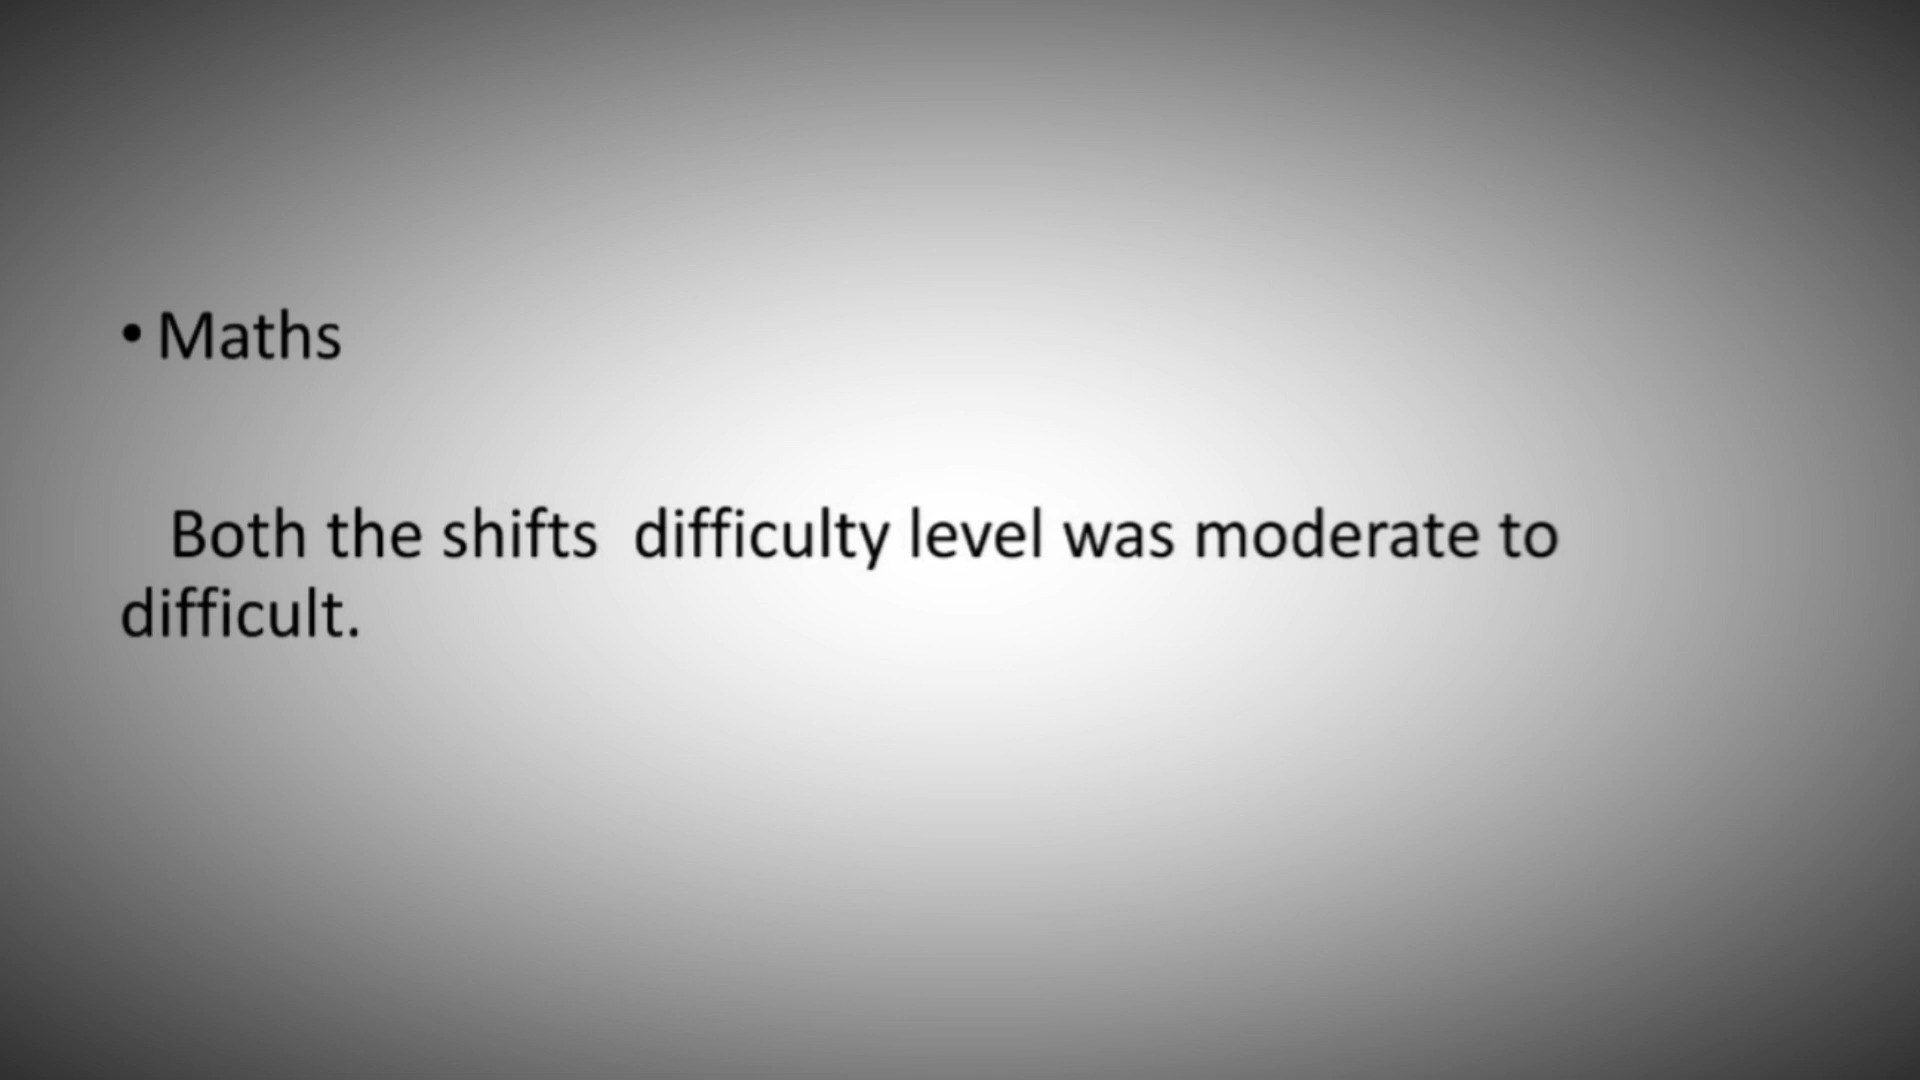 • Maths
Both the shifts  difficulty level was moderate to
difficult.